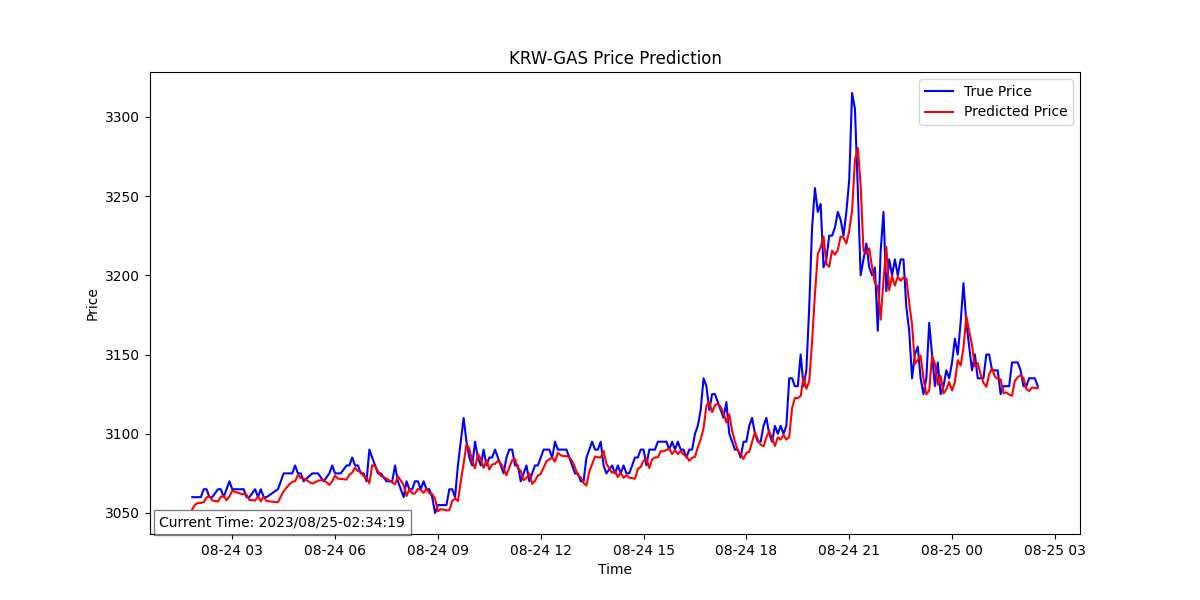 KRW-GAS Price Prediction
True Price
Predicted Price
Price
3300
3250
3200
3150
3100
3050
Current Time: 2023/08/25-02:34:19
08-24 03
08-24 06
08-24 09
08-24 12
08-24 15
08-24 18
08-24 21
08-25 00
08-25 03
Time